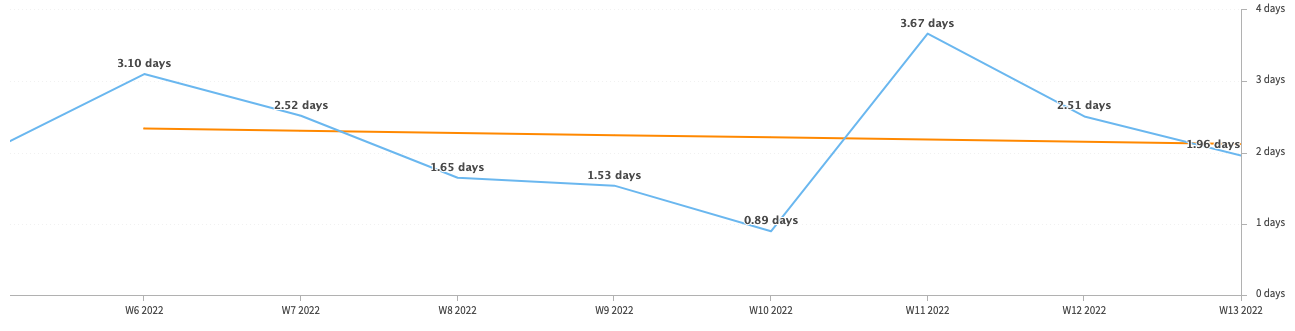 4 days
3.67 days
3.10 days
3 days
2.52 days
2.51 days
1.96 days
2 days
1.65 days
1.53 days
0.89 days
1 days
0 days
W6 2022
W7 2022
W8 2022
W9 2022
W10 2022
W11 2022
W12 2022
W13 2022